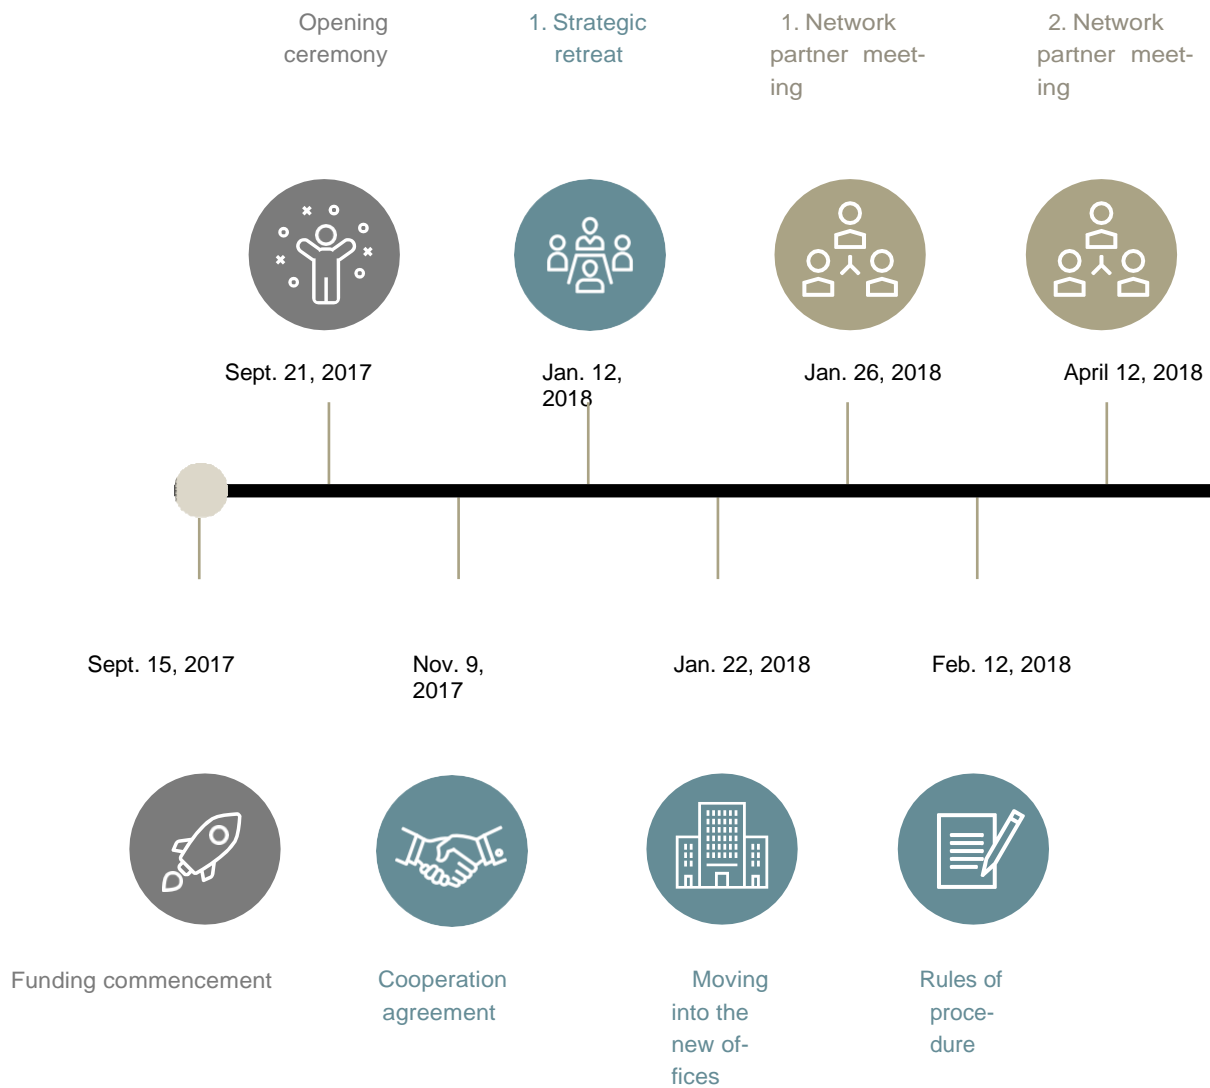 Opening
ceremony
1. Strategic
retreat
1. Network
partner meet-
ing
2. Network
partner meet-
ing
Sept. 21, 2017
Jan. 12,
2018
Jan. 26, 2018
April 12, 2018
Sept. 15, 2017
Nov. 9,
2017
Jan. 22, 2018
Feb. 12, 2018
Funding commencement
Cooperation
agreement
Moving
into the
new of-
fices
Rules of
proce-
dure